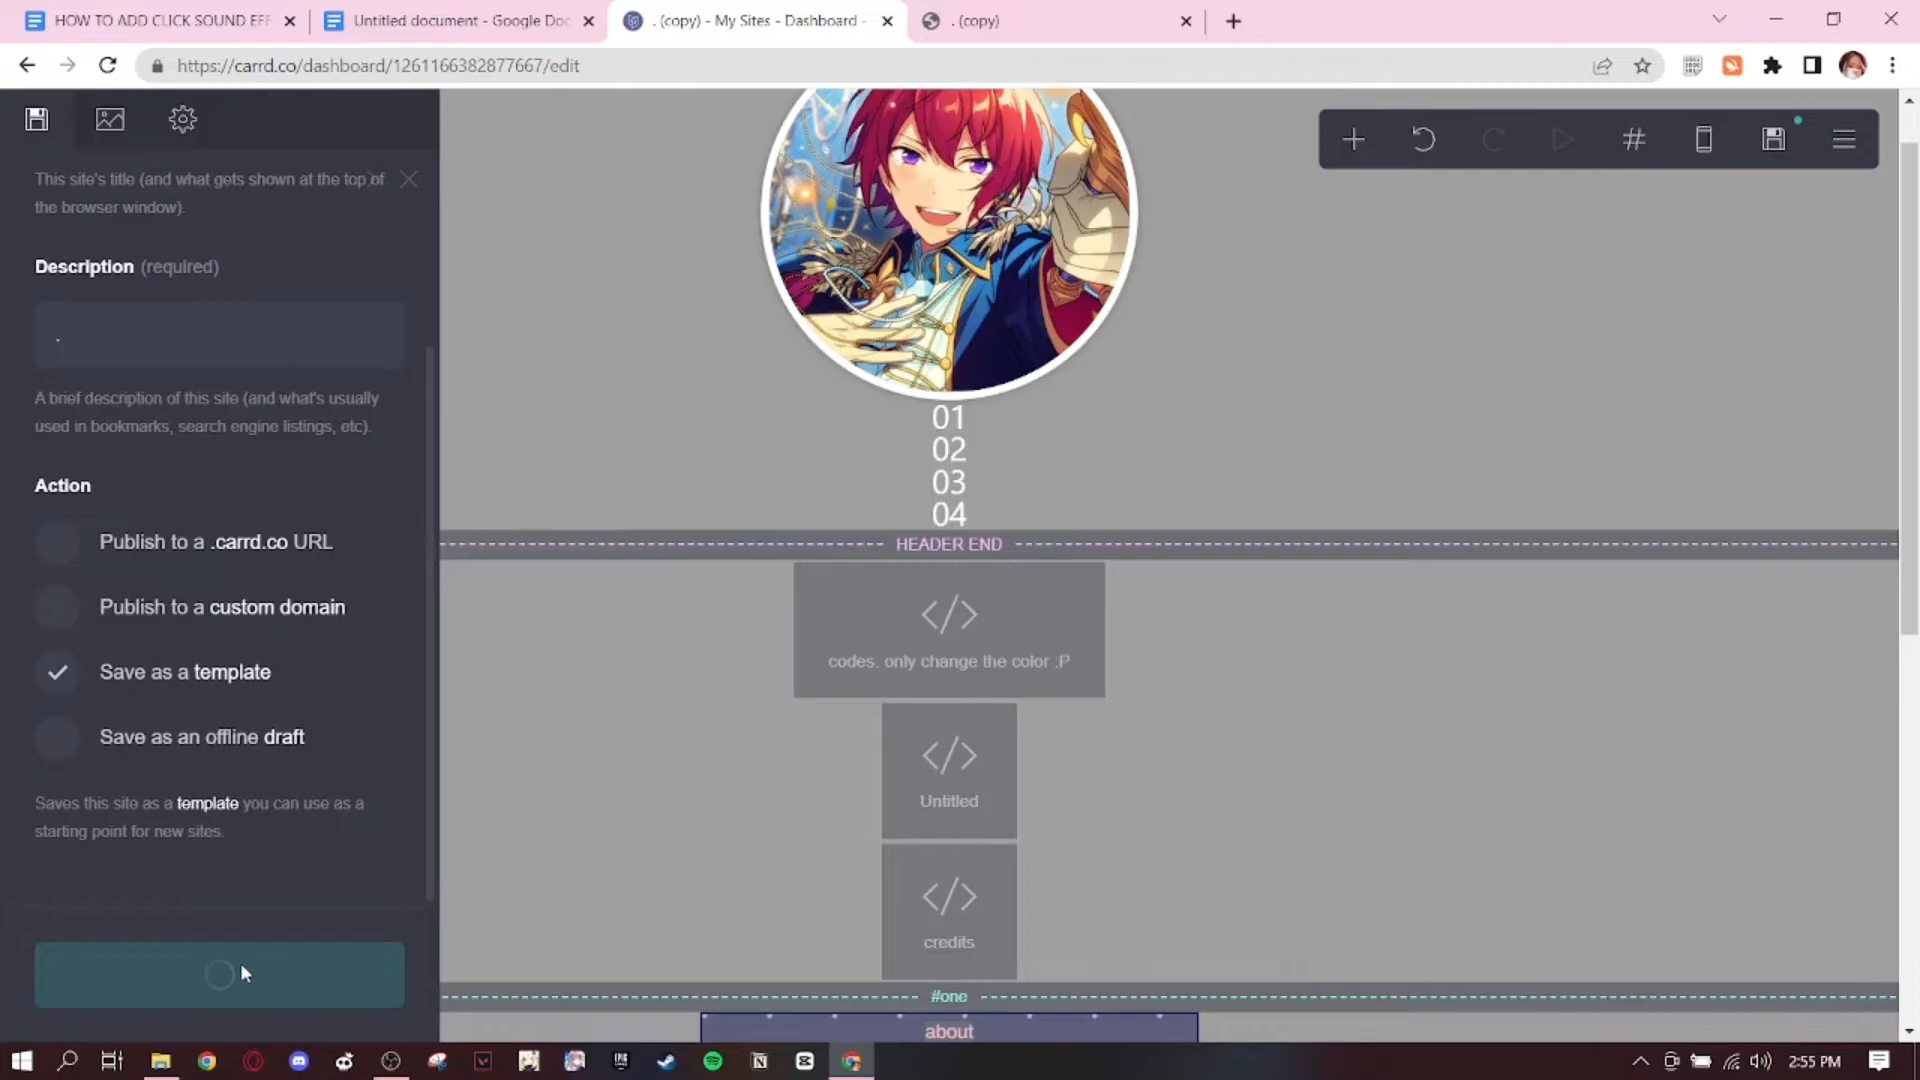 HOW TO ADD CLICK SOUND EFF
Untitled document - Google Doc
. (copy) - My Sites - Dashboard -
. (copy)
https://carrd.co/dashboard/1261166382877667/edit
This site's title (and what gets shown at the top of
the browser window).
Description (required)
.
A brief description of this site (and what's usually
used in bookmarks, search engine listings, etc).
Action
Publish to a .carrd.co URL
Publish to a custom domain
Save as a template
Save as an offline draft
Saves this site as a template you can use as a
starting point for new sites.
01
02
03
04
HEADER END
</>
codes. only change the color :P
</>
Untitled
</>
credits
#one
about
2:55 PM